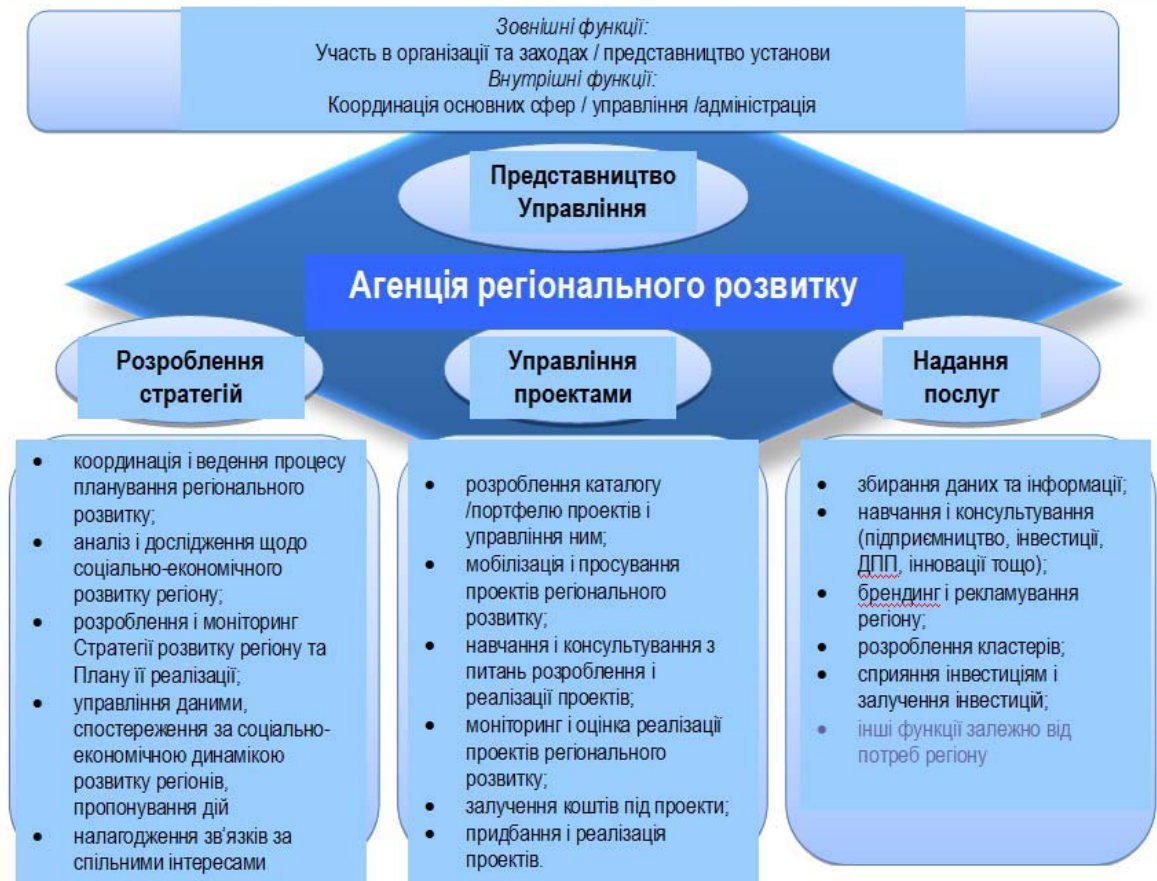 Зовнішні функції:
Участь в організації та заходах / представництво установи
Внутрішні функції:
Координація основних сфер / управління /адміністрація
Представництво
Управління
Агенція регіонального розвитку
Розроблення
стратегій
Управління
проектами
Надання
послуг
• координація і ведення процесу
планування регіонального
розвитку;
• аналіз і дослідження щодо
соціально-економічного
розвитку регіону;
• розроблення і моніторинг
Стратегії розвитку регіону та
Плану її реалізації;
• управління даними,
спостереження за соціально-
економічною динамікою
розвитку регіонів,
пропонування дій
• налагодження зв'язків за
спільними інтересами
• розроблення каталогу
/портфелю проектів і
управління ним;
• мобілізація і просування
проектів регіонального
розвитку;
• навчання і консультування з
питань розроблення і
реалізації проектів;
• моніторинг і оцінка реалізації
проектів регіонального
розвитку;
• залучення коштів під проекти;
• придбання і реалізація
проектів.
• збирання даних та інформації;
• навчання і консультування
(підприємництво, інвестиції,
ДПП, інновації тощо);
• брендинг і рекламування
регіону;
• розроблення кластерів;
• сприяння інвестиціям і
залучення інвестицій;
• інші функції залежно від
потреб регіону